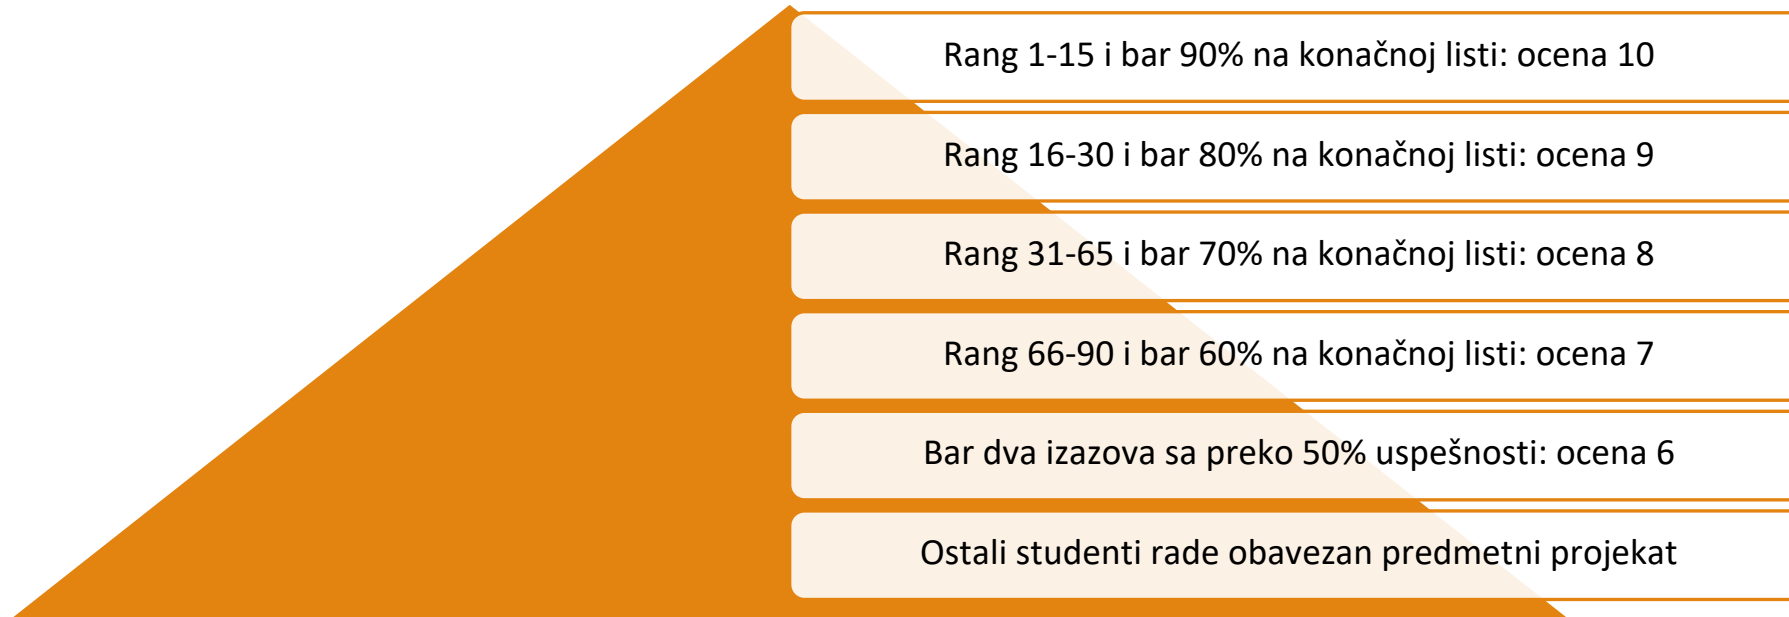 Rang 1-15 i bar 90% na konačnoj listi: ocena 10
Rang 16-30 i bar 80% na konačnoj listi: ocena 9
Rang 31-65 i bar 70% na konačnoj listi: ocena 8
Rang 66-90 i bar 60% na konačnoj listi: ocena 7
Bar dva izazova sa preko 50% uspešnosti: ocena 6
Ostali studenti rade obavezan predmetni projekat